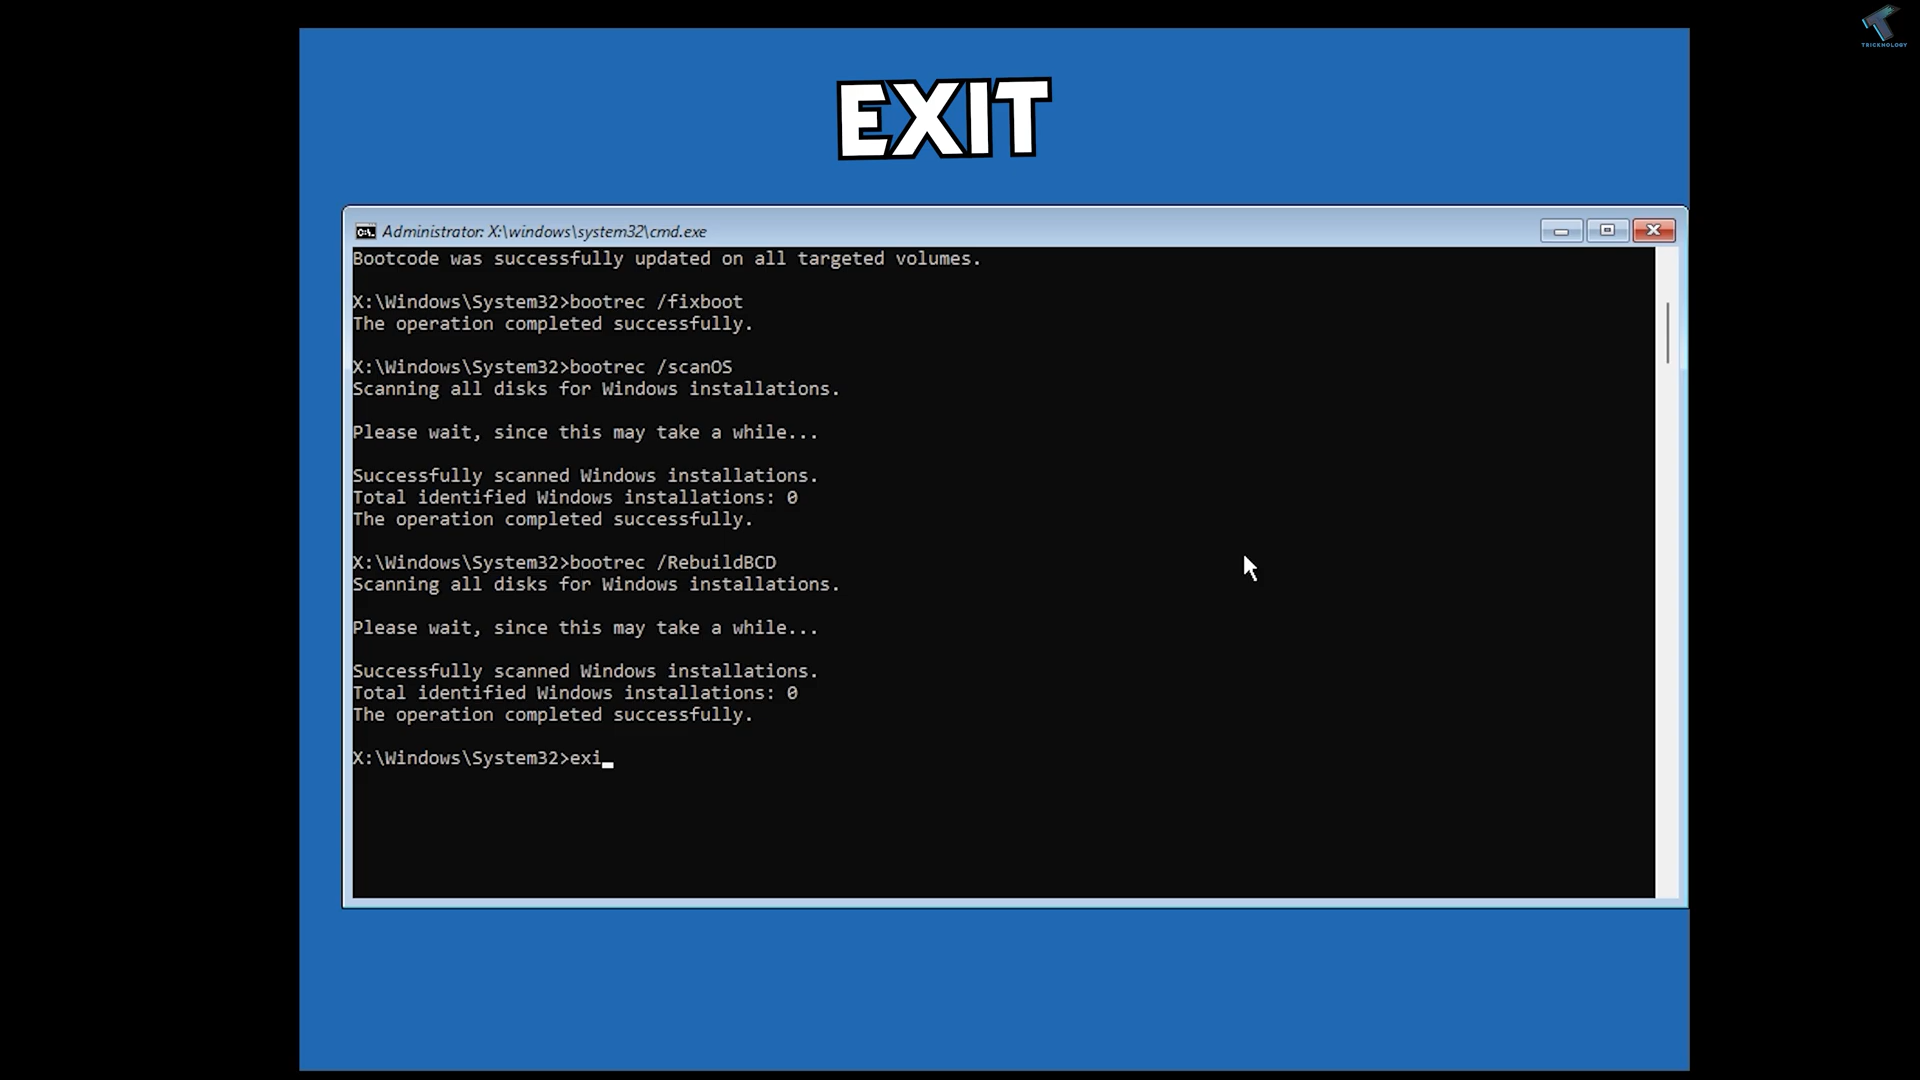 TRICKNOLOGY
EXIT
Administrator: X:\windows\system32\cmd.exe
Bootcode was successfully updated on all targeted volumes.
X:\Windows\System32>bootrec /fixboot
The operation completed successfully.
X:\Windows\System32>bootrec /scanOS
Scanning all disks for Windows installations.
Please wait, since this may take a while...
Successfully scanned Windows installations.
Total identified Windows installations: 0
The operation completed successfully.
X:\Windows\System32>bootrec /RebuildBCD
Scanning all disks for Windows installations.
Please wait, since this may take a while...
Successfully scanned Windows installations.
Total identified Windows installations: 0
The operation completed successfully.
X:\Windows\System32>exi_